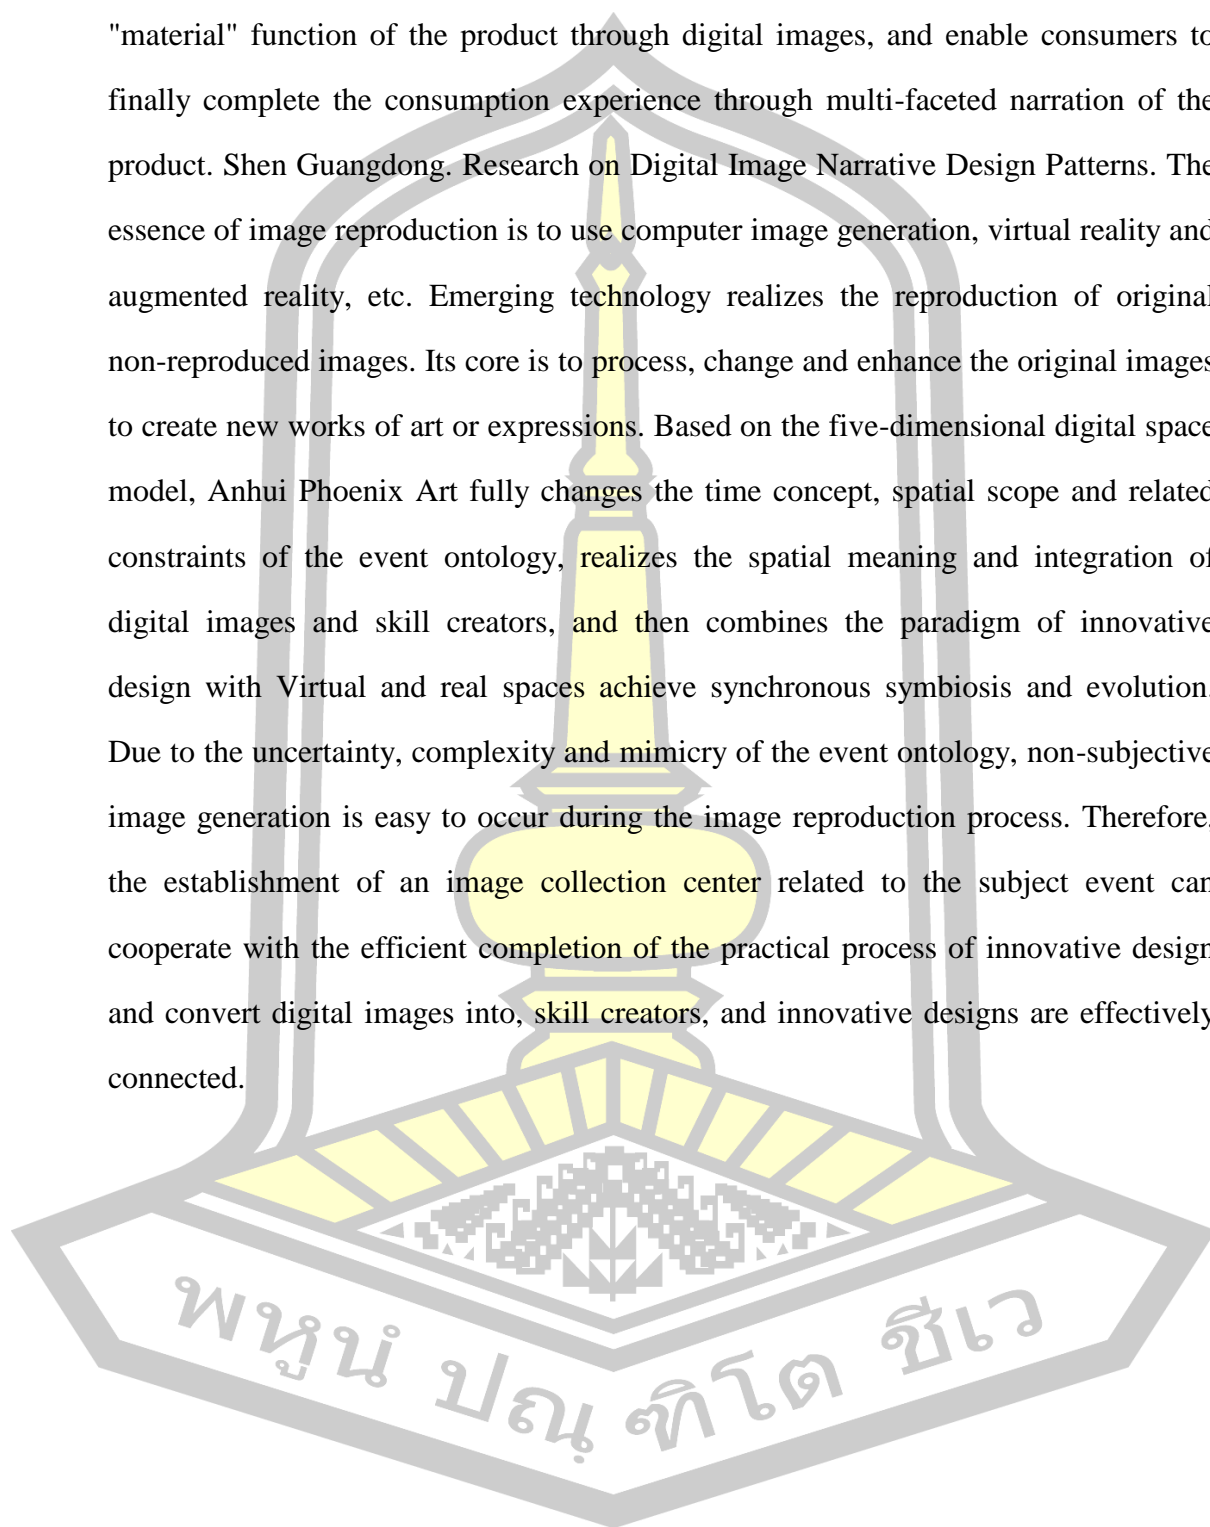 "material" function of the product through digital images, and enable consumers to
finally complete the consumption experience through multi-faceted narration of the
product. Shen Guangdong. Research on Digital Image Narrative Design Patterns. The
essence of image reproduction is to use computer image generation, virtual reality and
augmented reality, etc. Emerging technology realizes the reproduction of original
non-reproduced images. Its core is to process, change and enhance the original images
to create new works of art or expressions. Based on the five-dimensional digital space
model, Anhui Phoenix Art fully changes the time concept, spatial scope and related
constraints of the event ontology, realizes the spatial meaning and integration of
digital images and skill creators, and then combines the paradigm of innovative
design with Virtual and real spaces achieve synchronous symbiosis and evolution.
Due to the uncertainty, complexity and mimicry of the event ontology, non-subjective
image generation is easy to occur during the image reproduction process. Therefore,
the establishment of an image collection center related to the subject event can
cooperate with the efficient completion of the practical process of innovative design
and convert digital images into, skill creators, and innovative designs are effectively
connected.
พหูนํ ปณฺฑิโต ชีเว